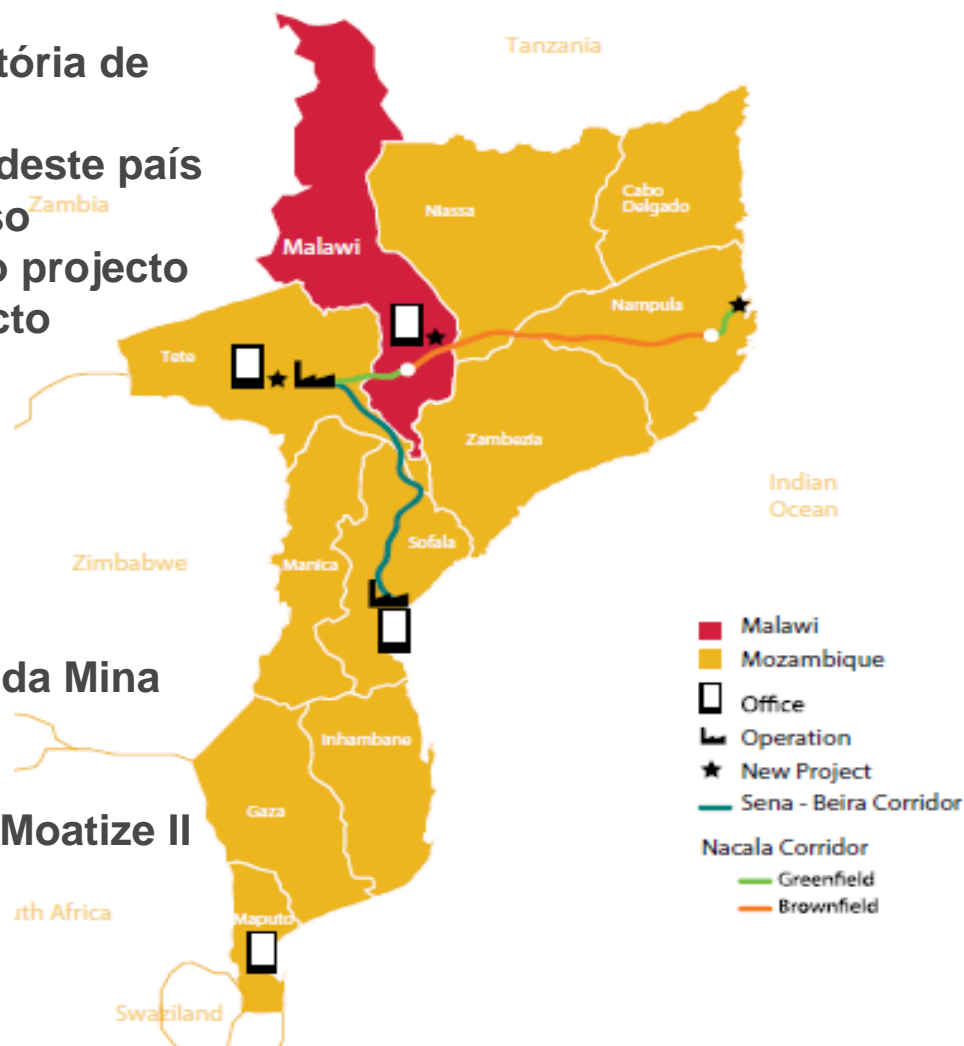 tória de
deste país
so
o projecto
cto
da Mina
Moatize II
Tanzania
Zambia
Malawi
Niassa
Cabo
Delgado
Nampula
Tete
Zambezia
Indian
Ocean
Zimbabwe
Manica
Sofala
Inhambane
Gaza
uth Africa
Maputo
Swaziland
Malawi
Mozambique
Office
Operation
New Project
Sena - Beira Corridor
Nacala Corridor
Greenfield
Brownfield